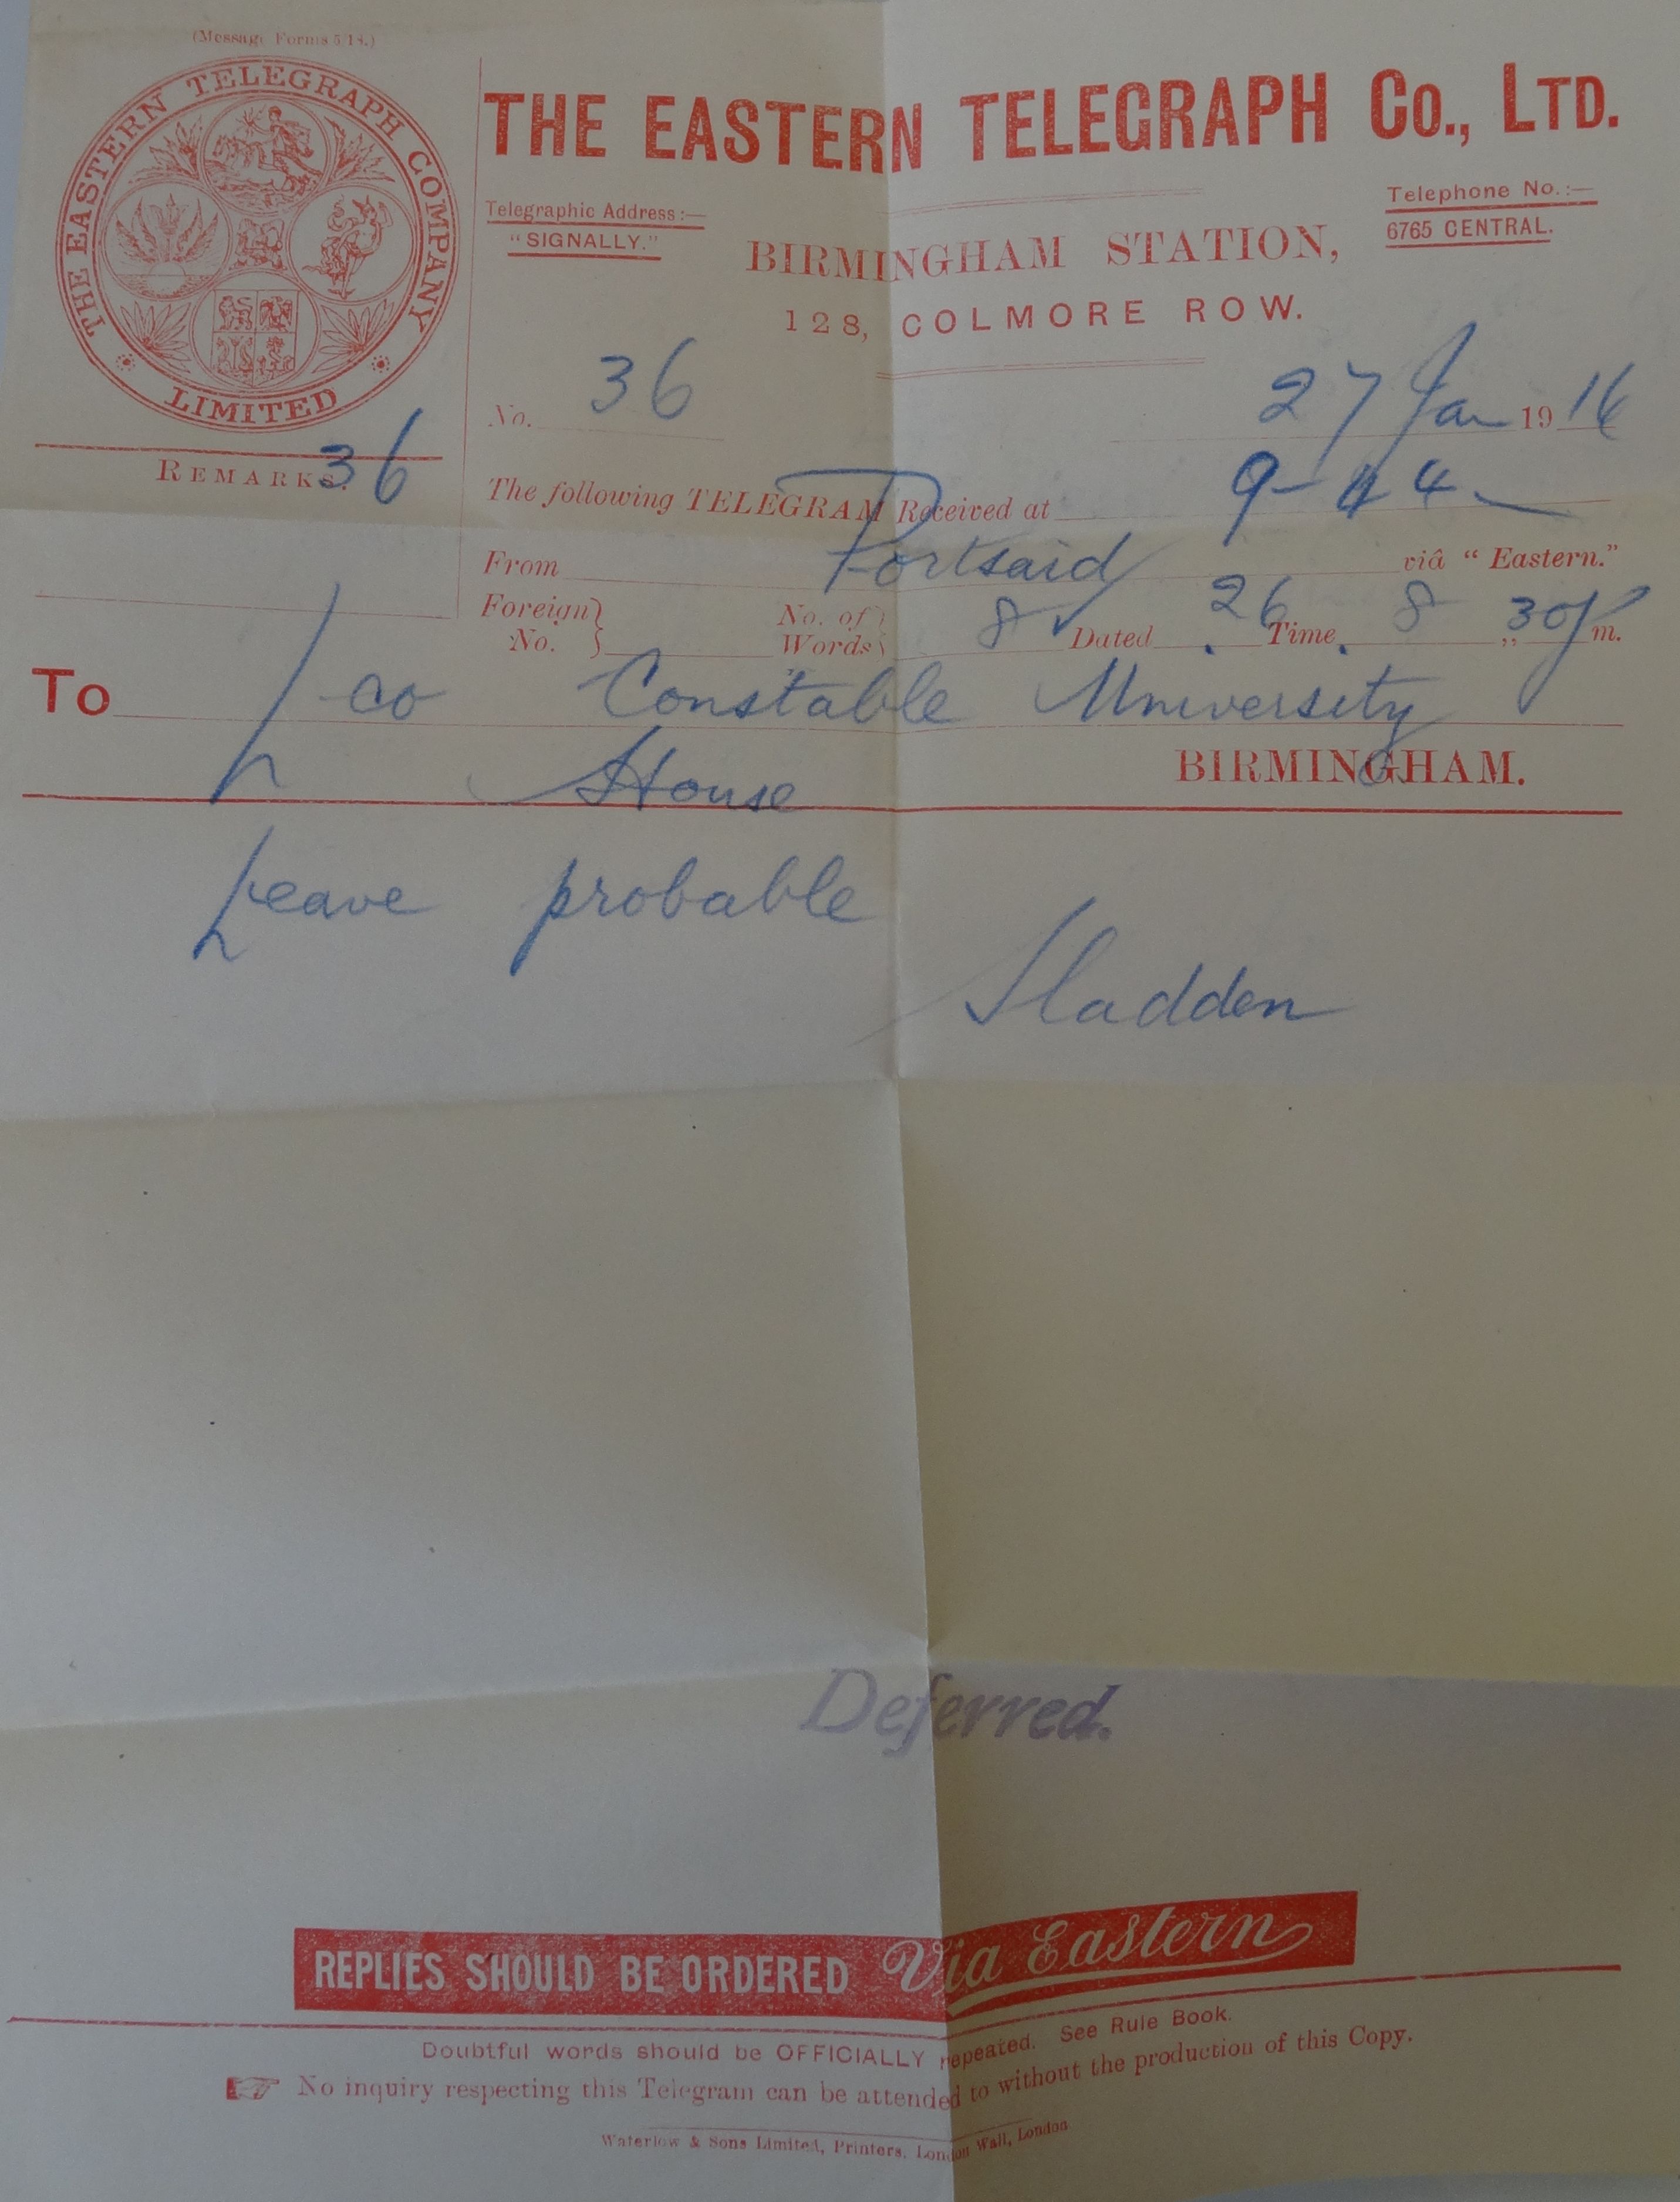 (Message Forms 5/18.)
THE EASTERN TELEGRAPH COMPANY
LIMITED
THE EASTERN TELEGRAPH Co., LTD.
Telegraphic Address:—
"SIGNALLY."
Telephone No.:—
6765 CENTRAL.
BIRMINGHAM STATION,
128, COLMORE ROW.
No. 36
27 Jan 1916
REMARKS. 36
The following TELEGRAM Received at 9-44
From Portsaid viâ "Eastern."
Foreign No. No. of Words 8 Dated 26 Time 8 „ 30 p m.
To L co Constable University
House BIRMINGHAM.
Leave probable
Sladden
Deferred.
REPLIES SHOULD BE ORDERED Via Eastern
Doubtful words should be OFFICIALLY repeated. See Rule Book.
No inquiry respecting this Telegram can be attended to without the production of this Copy.
Waterlow & Sons Limited, Printers, London Wall, London